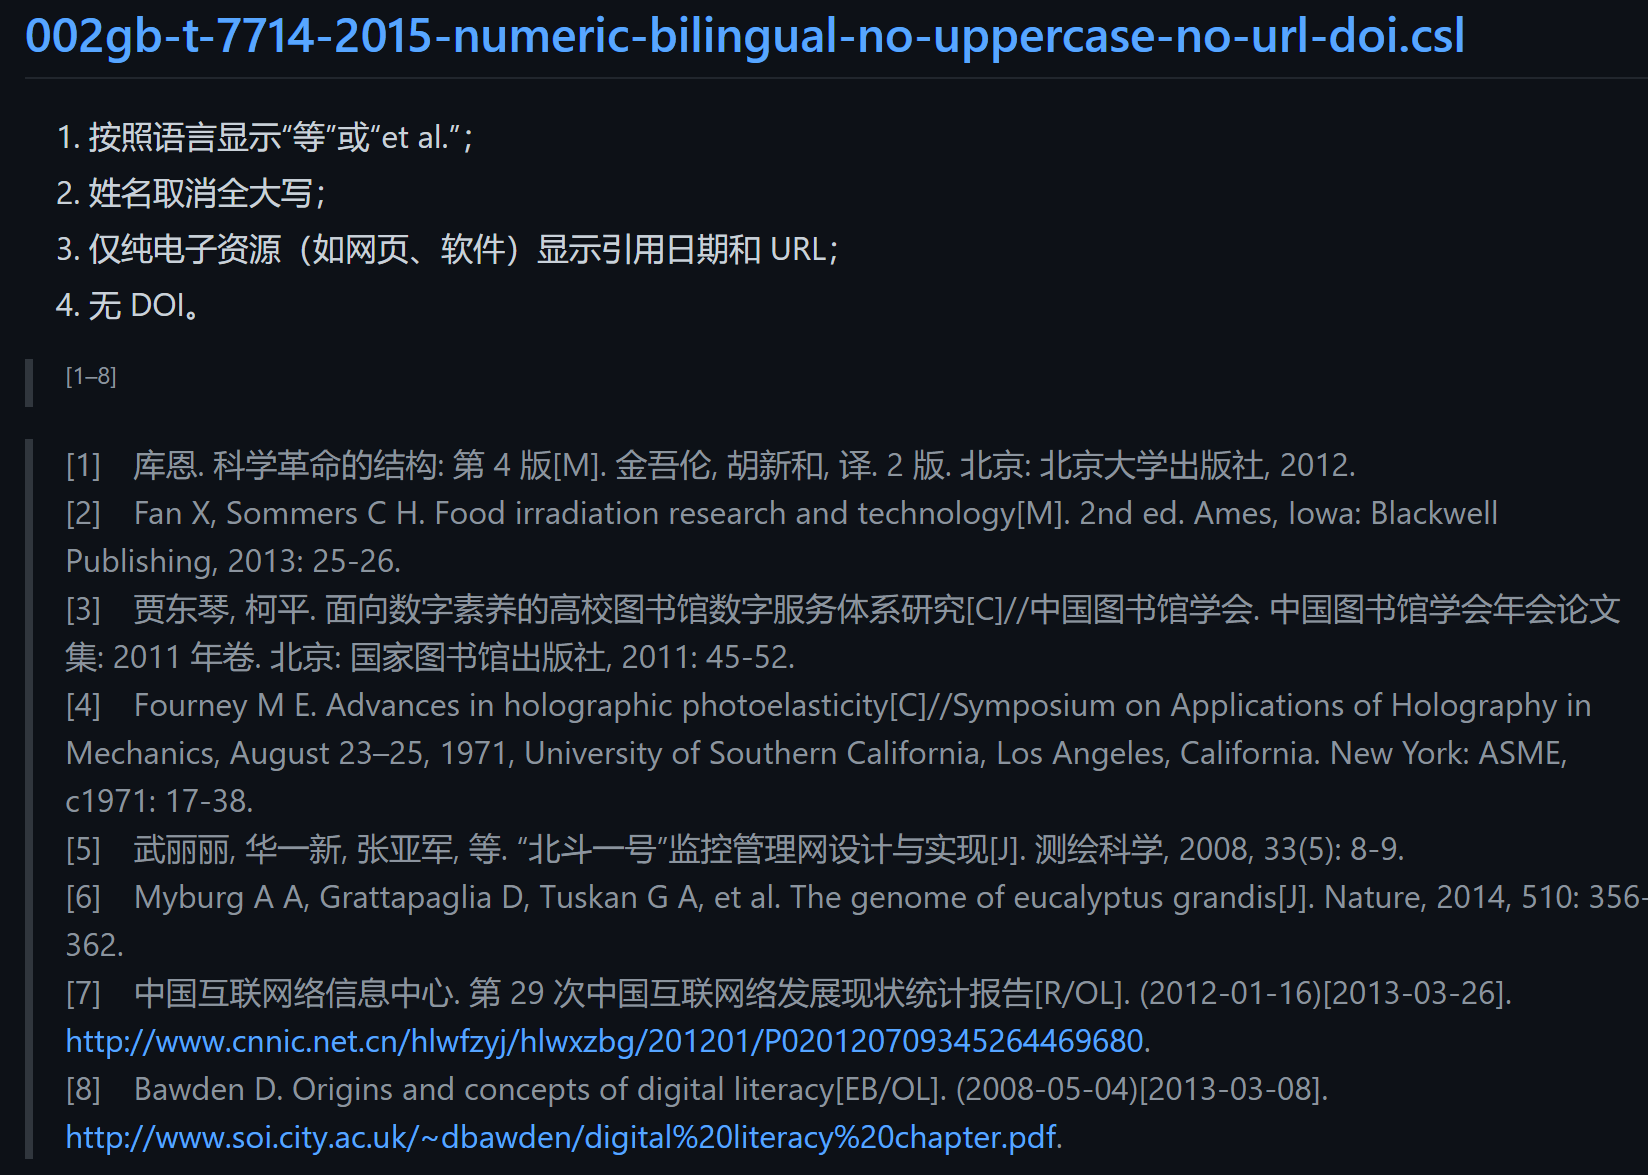 002gb-t-7714-2015-numeric-bilingual-no-uppercase-no-url-doi.csl
1. 按照语言显示“等”或“et al.”；
2. 姓名取消全大写；
3. 仅纯电子资源（如网页、软件）显示引用日期和 URL；
4. 无 DOI。
[1–8]
[1] 库恩. 科学革命的结构: 第 4 版[M]. 金吾伦, 胡新和, 译. 2 版. 北京: 北京大学出版社, 2012.
[2] Fan X, Sommers C H. Food irradiation research and technology[M]. 2nd ed. Ames, Iowa: Blackwell
Publishing, 2013: 25-26.
[3] 贾东琴, 柯平. 面向数字素养的高校图书馆数字服务体系研究[C]//中国图书馆学会. 中国图书馆学会年会论文
集: 2011 年卷. 北京: 国家图书馆出版社, 2011: 45-52.
[4] Fourney M E. Advances in holographic photoelasticity[C]//Symposium on Applications of Holography in
Mechanics, August 23–25, 1971, University of Southern California, Los Angeles, California. New York: ASME,
c1971: 17-38.
[5] 武丽丽, 华一新, 张亚军, 等. “北斗一号”监控管理网设计与实现[J]. 测绘科学, 2008, 33(5): 8-9.
[6] Myburg A A, Grattapaglia D, Tuskan G A, et al. The genome of eucalyptus grandis[J]. Nature, 2014, 510: 356-
362.
[7] 中国互联网络信息中心. 第 29 次中国互联网络发展现状统计报告[R/OL]. (2012-01-16)[2013-03-26].
http://www.cnnic.net.cn/hlwfzyj/hlwxzbg/201201/P020120709345264469680.
[8] Bawden D. Origins and concepts of digital literacy[EB/OL]. (2008-05-04)[2013-03-08].
http://www.soi.city.ac.uk/~dbawden/digital%20literacy%20chapter.pdf.